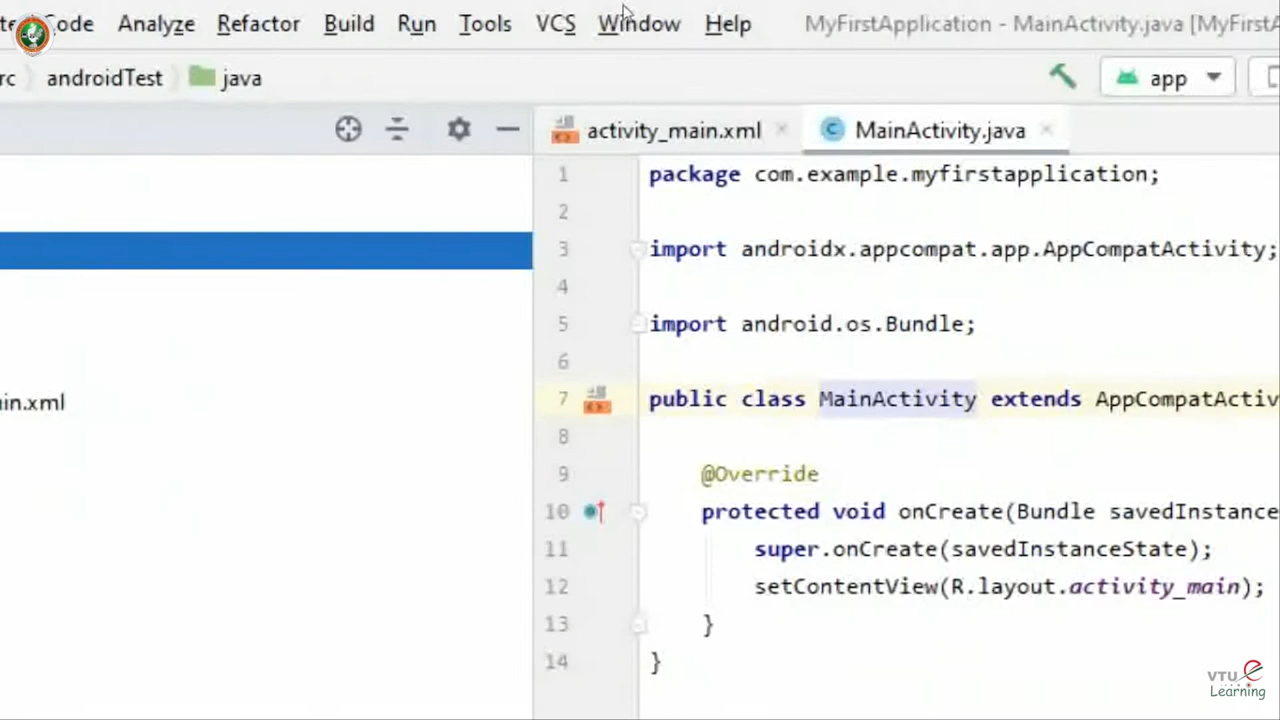 Code Analyze Refactor Build Run Tools VCS Window Help MyFirstApplication - MainActivity.java [MyFirstA
rc androidTest java app
activity_main.xml MainActivity.java
1 package com.example.myfirstapplication;
2
3 import androidx.appcompat.app.AppCompatActivity;
4
5 import android.os.Bundle;
6
ain.xml
7 public class MainActivity extends AppCompatActiv
8
9 @Override
10 protected void onCreate(Bundle savedInstance
11 super.onCreate(savedInstanceState);
12 setContentView(R.layout.activity_main);
13 }
14 }
VTU e
Learning